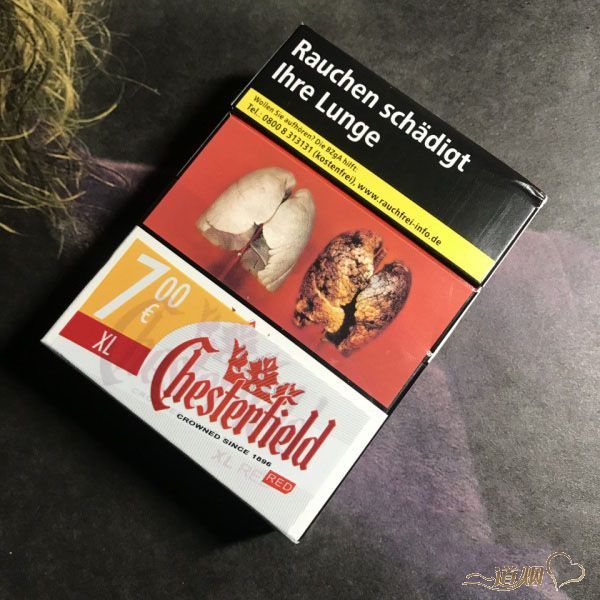 Rauchen schädigt
Ihre Lunge
Wollen Sie aufhören? Die BZgA hilft:
Tel.: 0800 8 313131 (kostenfrei), www.rauchfrei-info.de
7 00
€
XL
Chesterfield
CROWNED SINCE 1896
XL RE
RED